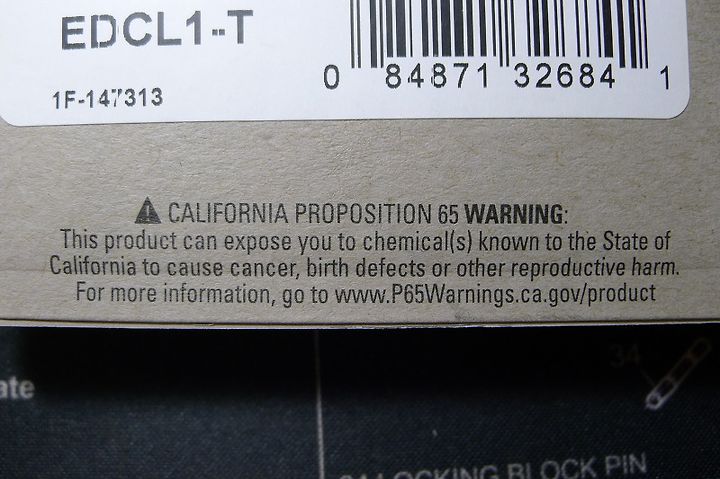 EDCL1-T
1F-147313
0 84871 32684 1
CALIFORNIA PROPOSITION 65 WARNING:
This product can expose you to chemical(s) known to the State of
California to cause cancer, birth defects or other reproductive harm.
For more information, go to www.P65Warnings.ca.gov/product
34
LOCKING BLOCK PIN